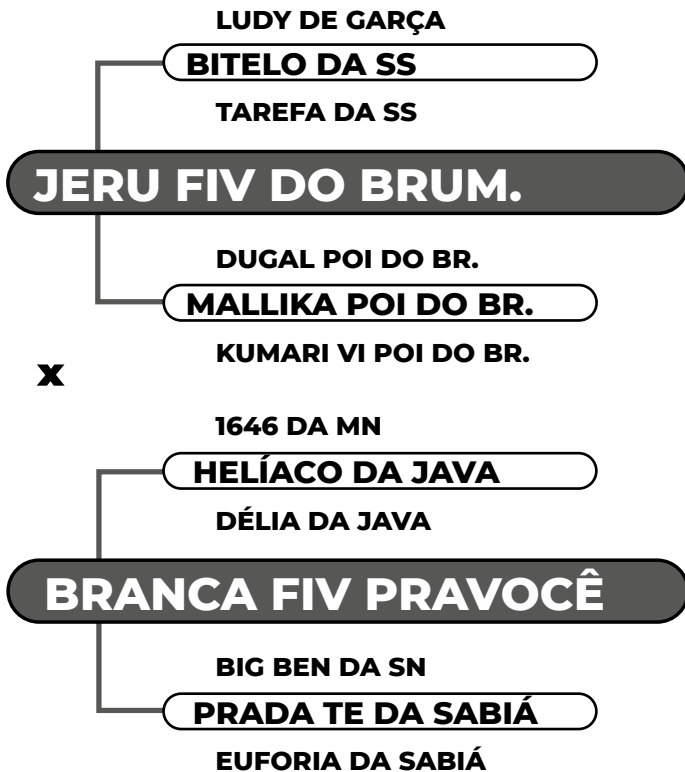 LUDY DE GARÇA
BITELO DA SS
TAREFA DA SS
JERU FIV DO BRUM.
DUGAL POI DO BR.
MALLIKA POI DO BR.
KUMARI VI POI DO BR.
x
1646 DA MN
HELÍACO DA JAVA
DÉLIA DA JAVA
BRANCA FIV PRAVOCÊ
BIG BEN DA SN
PRADA TE DA SABIÁ
EUFORIA DA SABIÁ